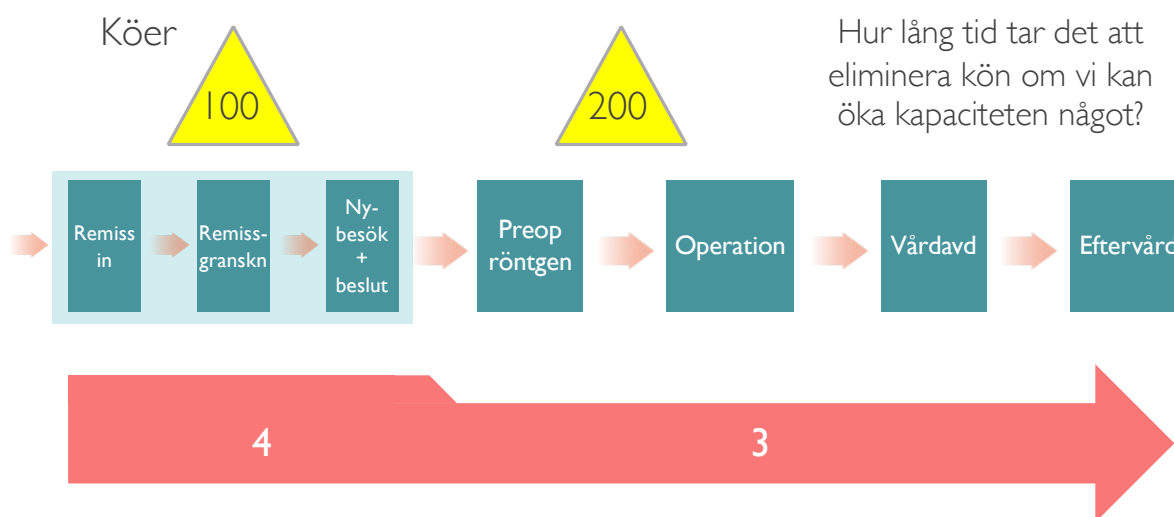 Köer
100
200
Hur lång tid tar det att
eliminera kön om vi kan
öka kapaciteten något?
Remiss
in
Remiss-
granskn
Ny-
besök
+
beslut
Preop
röntgen
Operation
Vårdavd
Eftervård
4
3